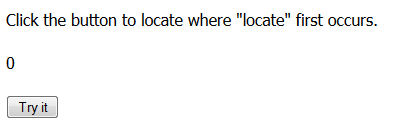 Click the button to locate where "locate" first occurs.
0
Try it